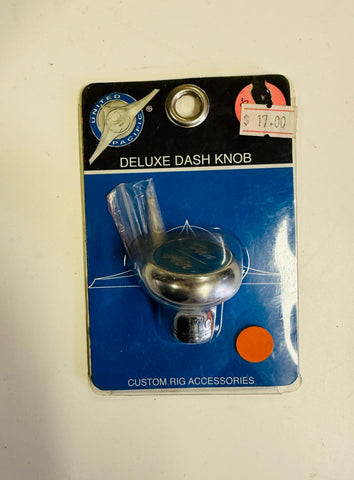 UNITED
PACIFIC
®
$ 17.00
DELUXE DASH KNOB
CUSTOM RIG ACCESSORIES